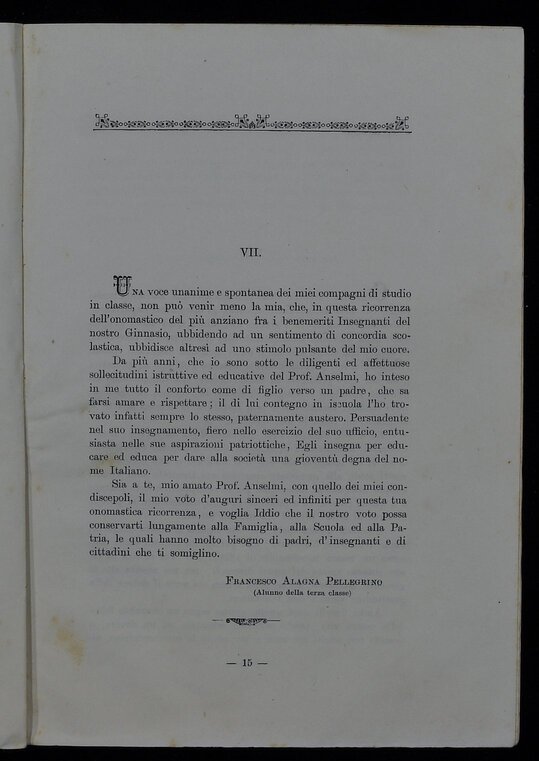 VII.
UNA voce unanime e spontanea dei miei compagni di studio
in classe, non può venir meno la mia, che, in questa ricorrenza
dell'onomastico del più anziano fra i benemeriti Insegnanti del
nostro Ginnasio, ubbidendo ad un sentimento di concordia sco-
lastica, ubbidisce altresì ad uno stimolo pulsante del mio cuore.
Da più anni, che io sono sotto le diligenti ed affettuose
sollecitudini istruttive ed educative del Prof. Anselmi, ho inteso
in me tutto il conforto come di figlio verso un padre, che sa
farsi amare e rispettare; il di lui contegno in iscuola l'ho tro-
vato infatti sempre lo stesso, paternamente austero. Persuadente
nel suo insegnamento, fiero nello esercizio del suo ufficio, entu-
siasta nelle sue aspirazioni patriottiche, Egli insegna per edu-
care ed educa per dare alla società una gioventù degna del no-
me Italiano.
Sia a te, mio amato Prof. Anselmi, con quello dei miei con-
discepoli, il mio voto d'auguri sinceri ed infiniti per questa tua
onomastica ricorrenza, e voglia Iddio che il nostro voto possa
conservarti lungamente alla Famiglia, alla Scuola ed alla Pa-
tria, le quali hanno molto bisogno di padri, d'insegnanti e di
cittadini che ti somiglino.
FRANCESCO ALAGNA PELLEGRINO
(Alunno della terza classe)
— 15 —